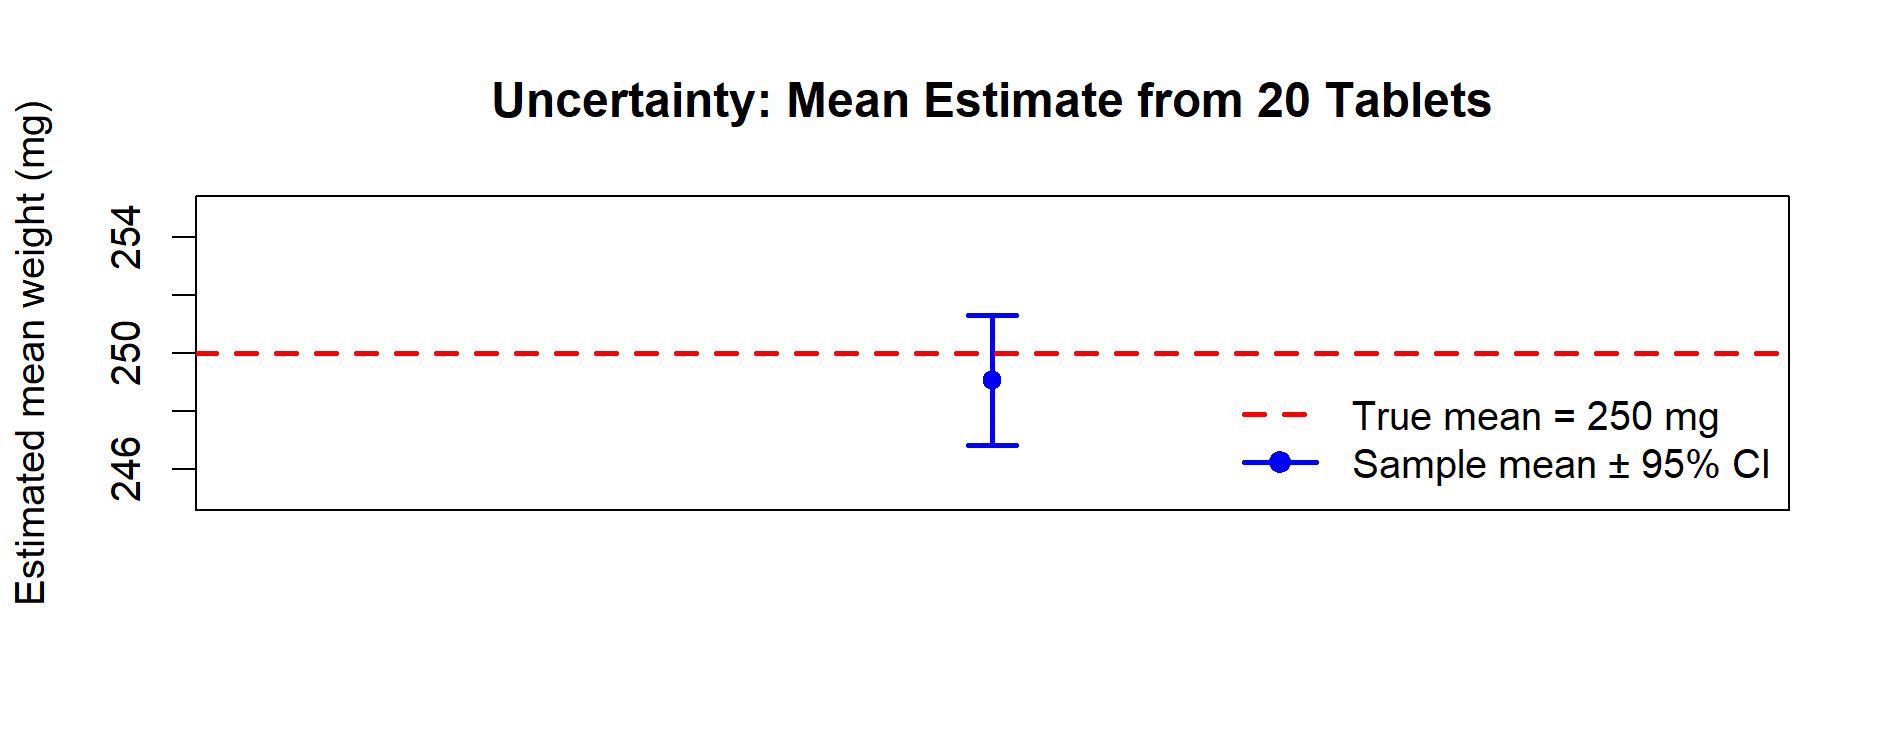 Uncertainty: Mean Estimate from 20 Tablets
Estimated mean weight (mg)
254
250
246
True mean = 250 mg
Sample mean ± 95% CI